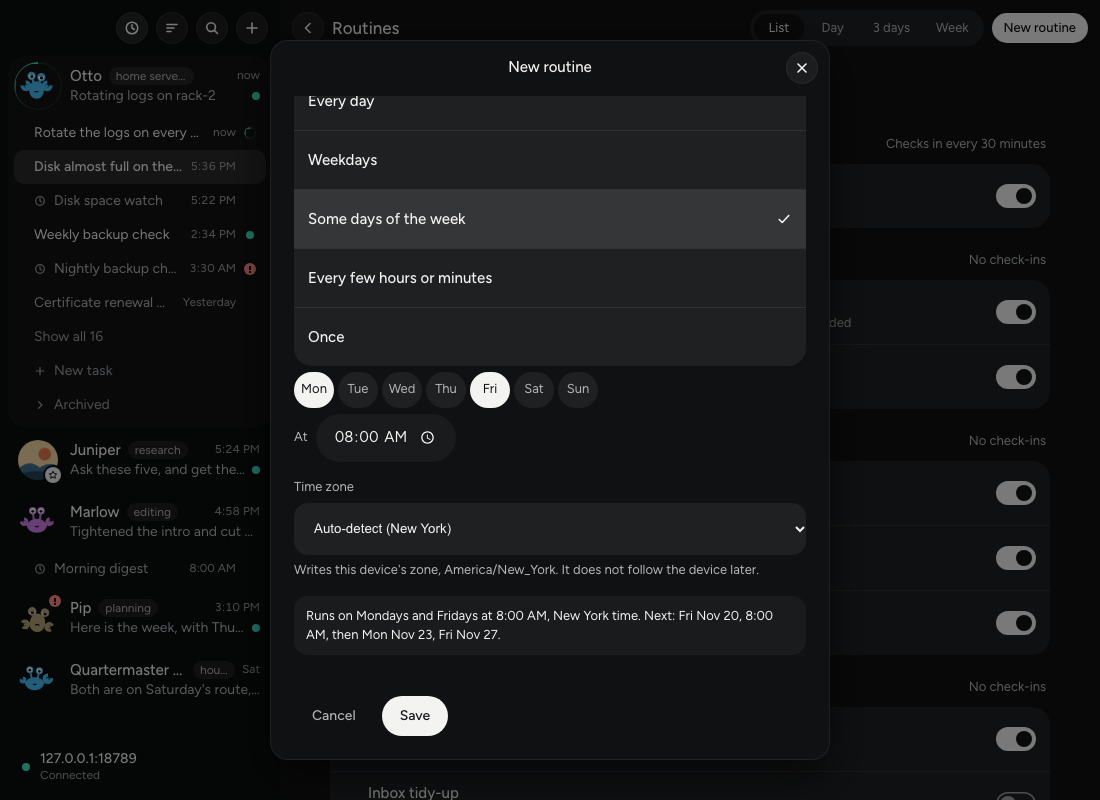 Routines
List
Day
3 days
Week
New routine
Otto
home serve...
now
Rotating logs on rack-2
Rotate the logs on every ...
now
Disk almost full on the...
5:36 PM
Disk space watch
5:22 PM
Weekly backup check
2:34 PM
Nightly backup ch...
3:30 AM
Certificate renewal ...
Yesterday
Show all 16
New task
Archived
Juniper
research
5:24 PM
Ask these five, and get the...
Marlow
editing
4:58 PM
Tightened the intro and cut ...
Morning digest
8:00 AM
Pip
planning
3:10 PM
Here is the week, with Thu...
Quartermaster ...
hou...
Sat
Both are on Saturday's route,...
127.0.0.1:18789
Connected
New routine
Every day
Weekdays
Some days of the week
Every few hours or minutes
Once
Mon
Tue
Wed
Thu
Fri
Sat
Sun
At
08:00 AM
Time zone
Auto-detect (New York)
Writes this device's zone, America/New_York. It does not follow the device later.
Runs on Mondays and Fridays at 8:00 AM, New York time. Next: Fri Nov 20, 8:00
AM, then Mon Nov 23, Fri Nov 27.
Cancel
Save
Checks in every 30 minutes
No check-ins
ded
No check-ins
No check-ins
Inbox tidy-up